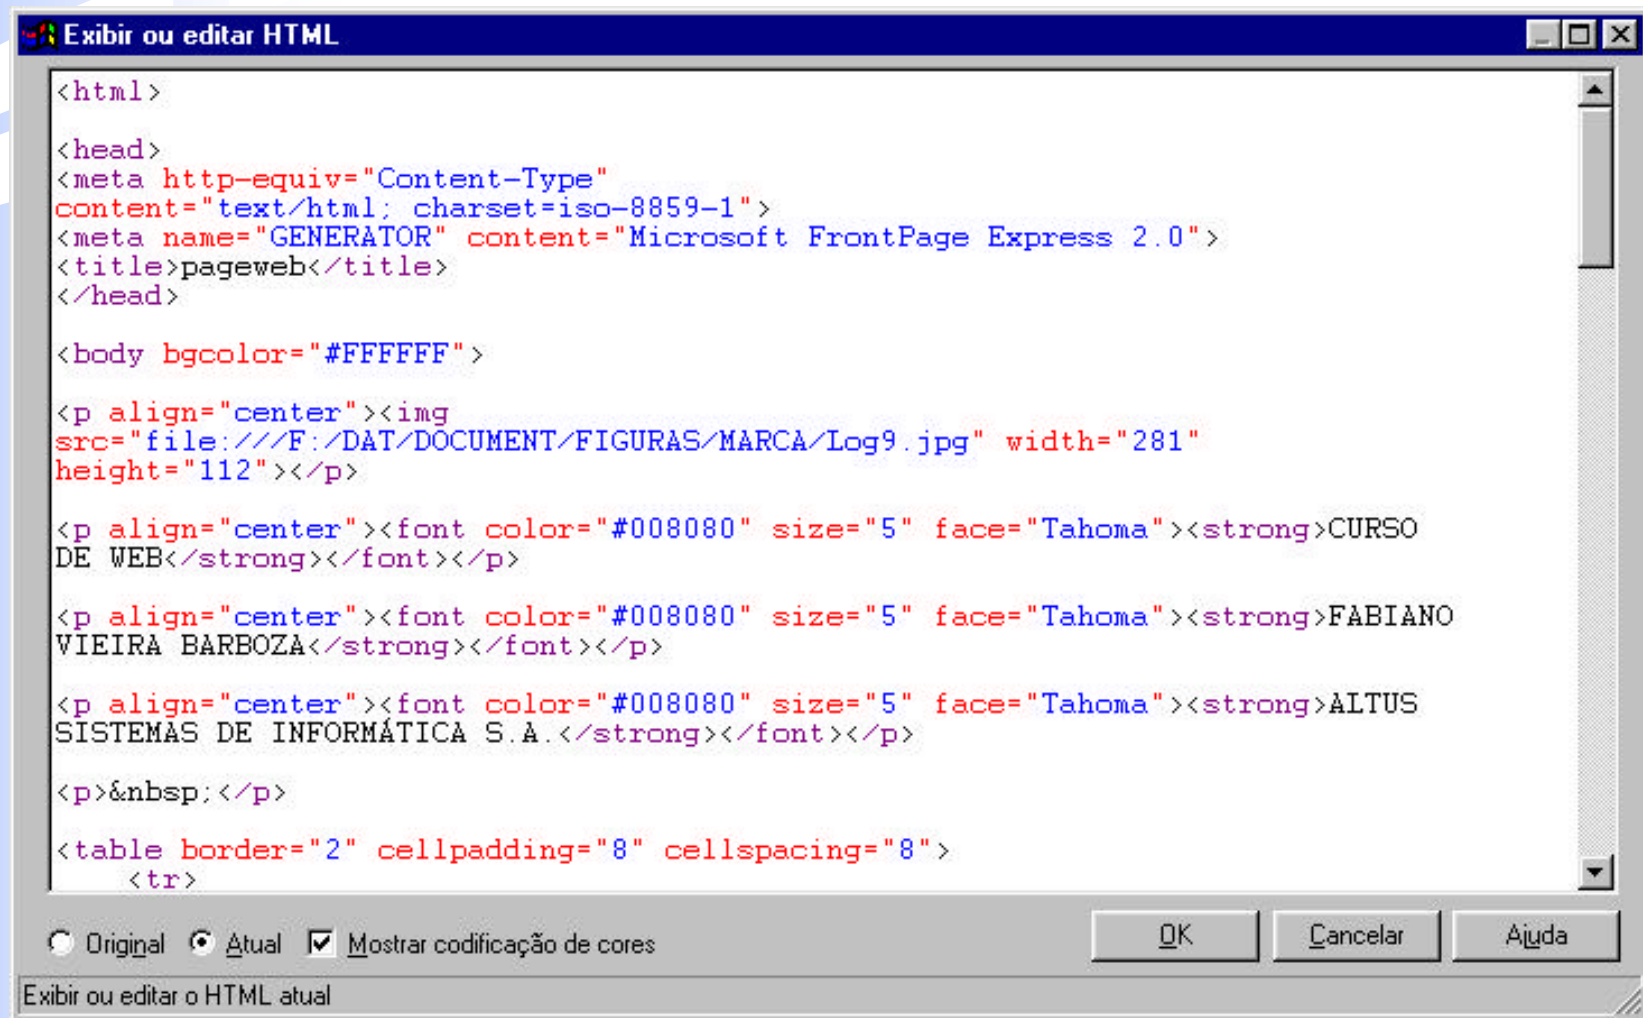 Exibir ou editar HTML
<html>
<head>
<meta http-equiv="Content-Type"
content="text/html; charset=iso-8859-1">
<meta name="GENERATOR" content="Microsoft FrontPage Express 2.0">
<title>pageweb</title>
</head>
<body bgcolor="#FFFFFF">
<p align="center"><img
src="file:///F:/DAT/DOCUMENT/FIGURAS/MARCA/Log9.jpg" width="281"
height="112"></p>
<p align="center"><font color="#008080" size="5" face="Tahoma"><strong>CURSO
DE WEB</strong></font></p>
<p align="center"><font color="#008080" size="5" face="Tahoma"><strong>FABIANO
VIEIRA BARBOZA</strong></font></p>
<p align="center"><font color="#008080" size="5" face="Tahoma"><strong>ALTUS
SISTEMAS DE INFORMÁTICA S.A.</strong></font></p>
<p>&nbsp;</p>
<table border="2" cellpadding="8" cellspacing="8">
<tr>
Original Atual Mostrar codificação de cores OK Cancelar Ajuda
Exibir ou editar o HTML atual